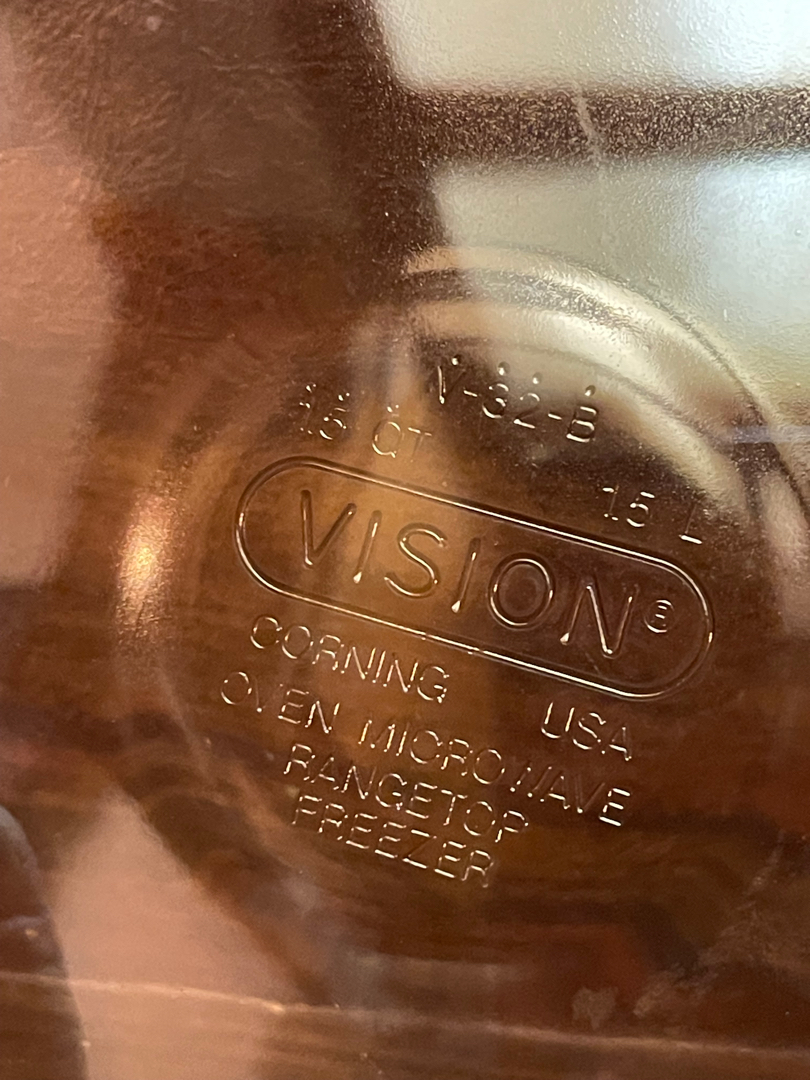 V-32-B
1.5 QT
1.5 L
VISION®
CORNING USA
OVEN MICROWAVE
RANGETOP
FREEZER